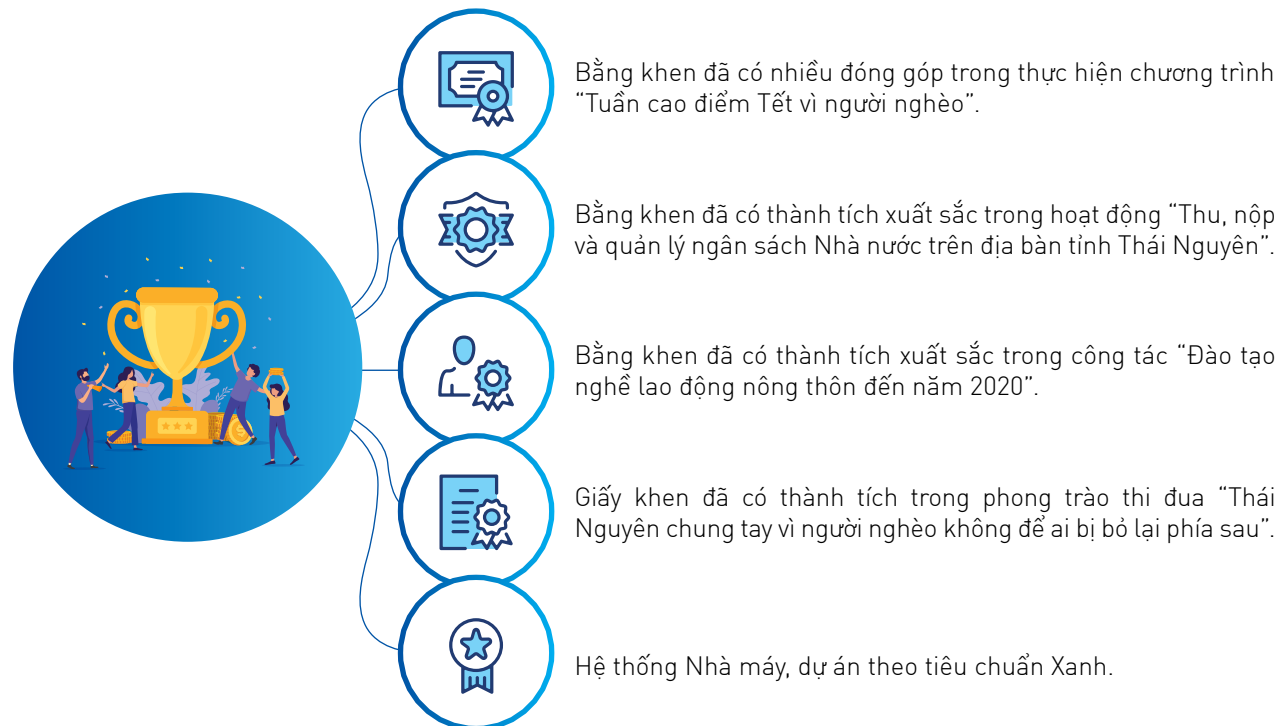 Bằng khen đã có nhiều đóng góp trong thực hiện chương trình
“Tuần cao điểm Tết vì người nghèo”.
Bằng khen đã có thành tích xuất sắc trong hoạt động “Thu, nộp
và quản lý ngân sách Nhà nước trên địa bàn tỉnh Thái Nguyên”.
Bằng khen đã có thành tích xuất sắc trong công tác “Đào tạo
nghề lao động nông thôn đến năm 2020”.
Giấy khen đã có thành tích trong phong trào thi đua “Thái
Nguyên chung tay vì người nghèo không để ai bị bỏ lại phía sau”.
Hệ thống Nhà máy, dự án theo tiêu chuẩn Xanh.